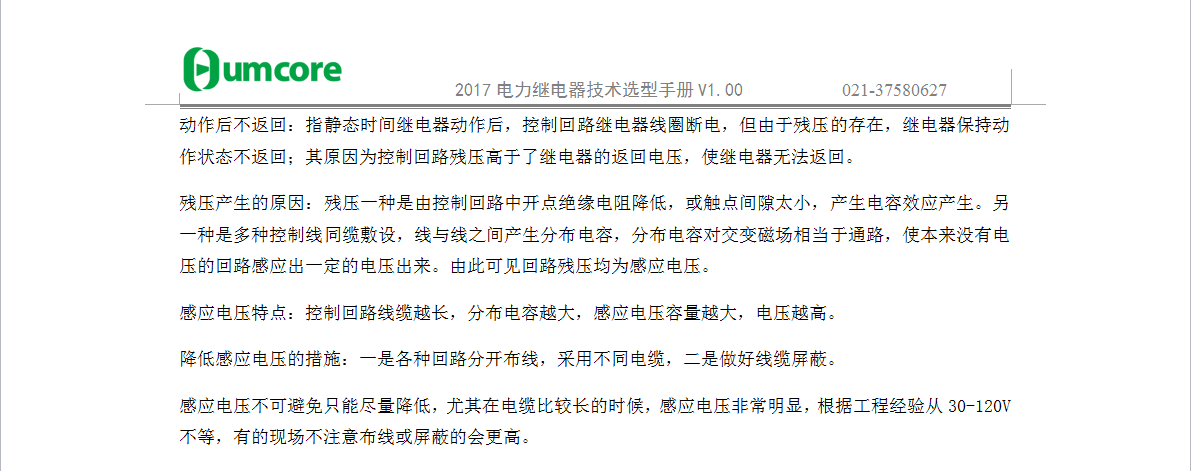 umcore
2017 电力继电器技术选型手册 V1.00 021-37580627
动作后不返回：指静态时间继电器动作后，控制回路继电器线圈断电，但由于残压的存在，继电器保持动
作状态不返回；其原因为控制回路残压高于了继电器的返回电压，使继电器无法返回。
残压产生的原因：残压一种是由控制回路中开点绝缘电阻降低，或触点间隙太小，产生电容效应产生。另
一种是多种控制线同缆敷设，线与线之间产生分布电容，分布电容对交变磁场相当于通路，使本来没有电
压的回路感应出一定的电压出来。由此可见回路残压均为感应电压。
感应电压特点：控制回路线缆越长，分布电容越大，感应电压容量越大，电压越高。
降低感应电压的措施：一是各种回路分开布线，采用不同电缆，二是做好线缆屏蔽。
感应电压不可避免只能尽量降低，尤其在电缆比较长的时候，感应电压非常明显，根据工程经验从 30-120V
不等，有的现场不注意布线或屏蔽的会更高。